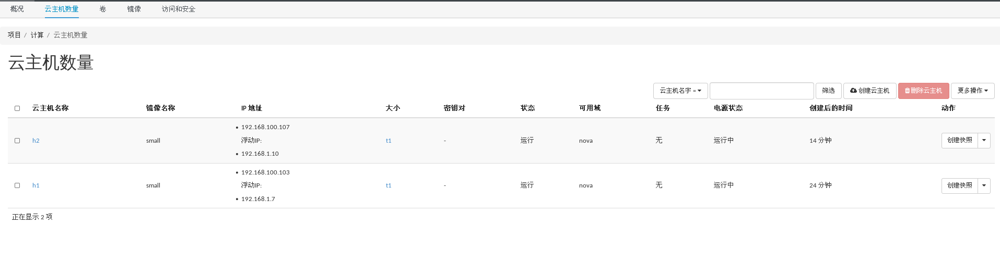 概况 云主机数量 卷 镜像 访问和安全
项目 / 计算 / 云主机数量
云主机数量
云主机名字 = 筛选 创建云主机 删除云主机 更多操作
云主机名称 镜像名称 IP 地址 大小 密钥对 状态 可用域 任务 电源状态 创建后的时间 动作
192.168.100.107
h2 small 浮动IP: t1 - 运行 nova 无 运行中 14 分钟 创建快照
192.168.1.10
192.168.100.103
h1 small 浮动IP: t1 - 运行 nova 无 运行中 24 分钟 创建快照
192.168.1.7
正在显示 2 项